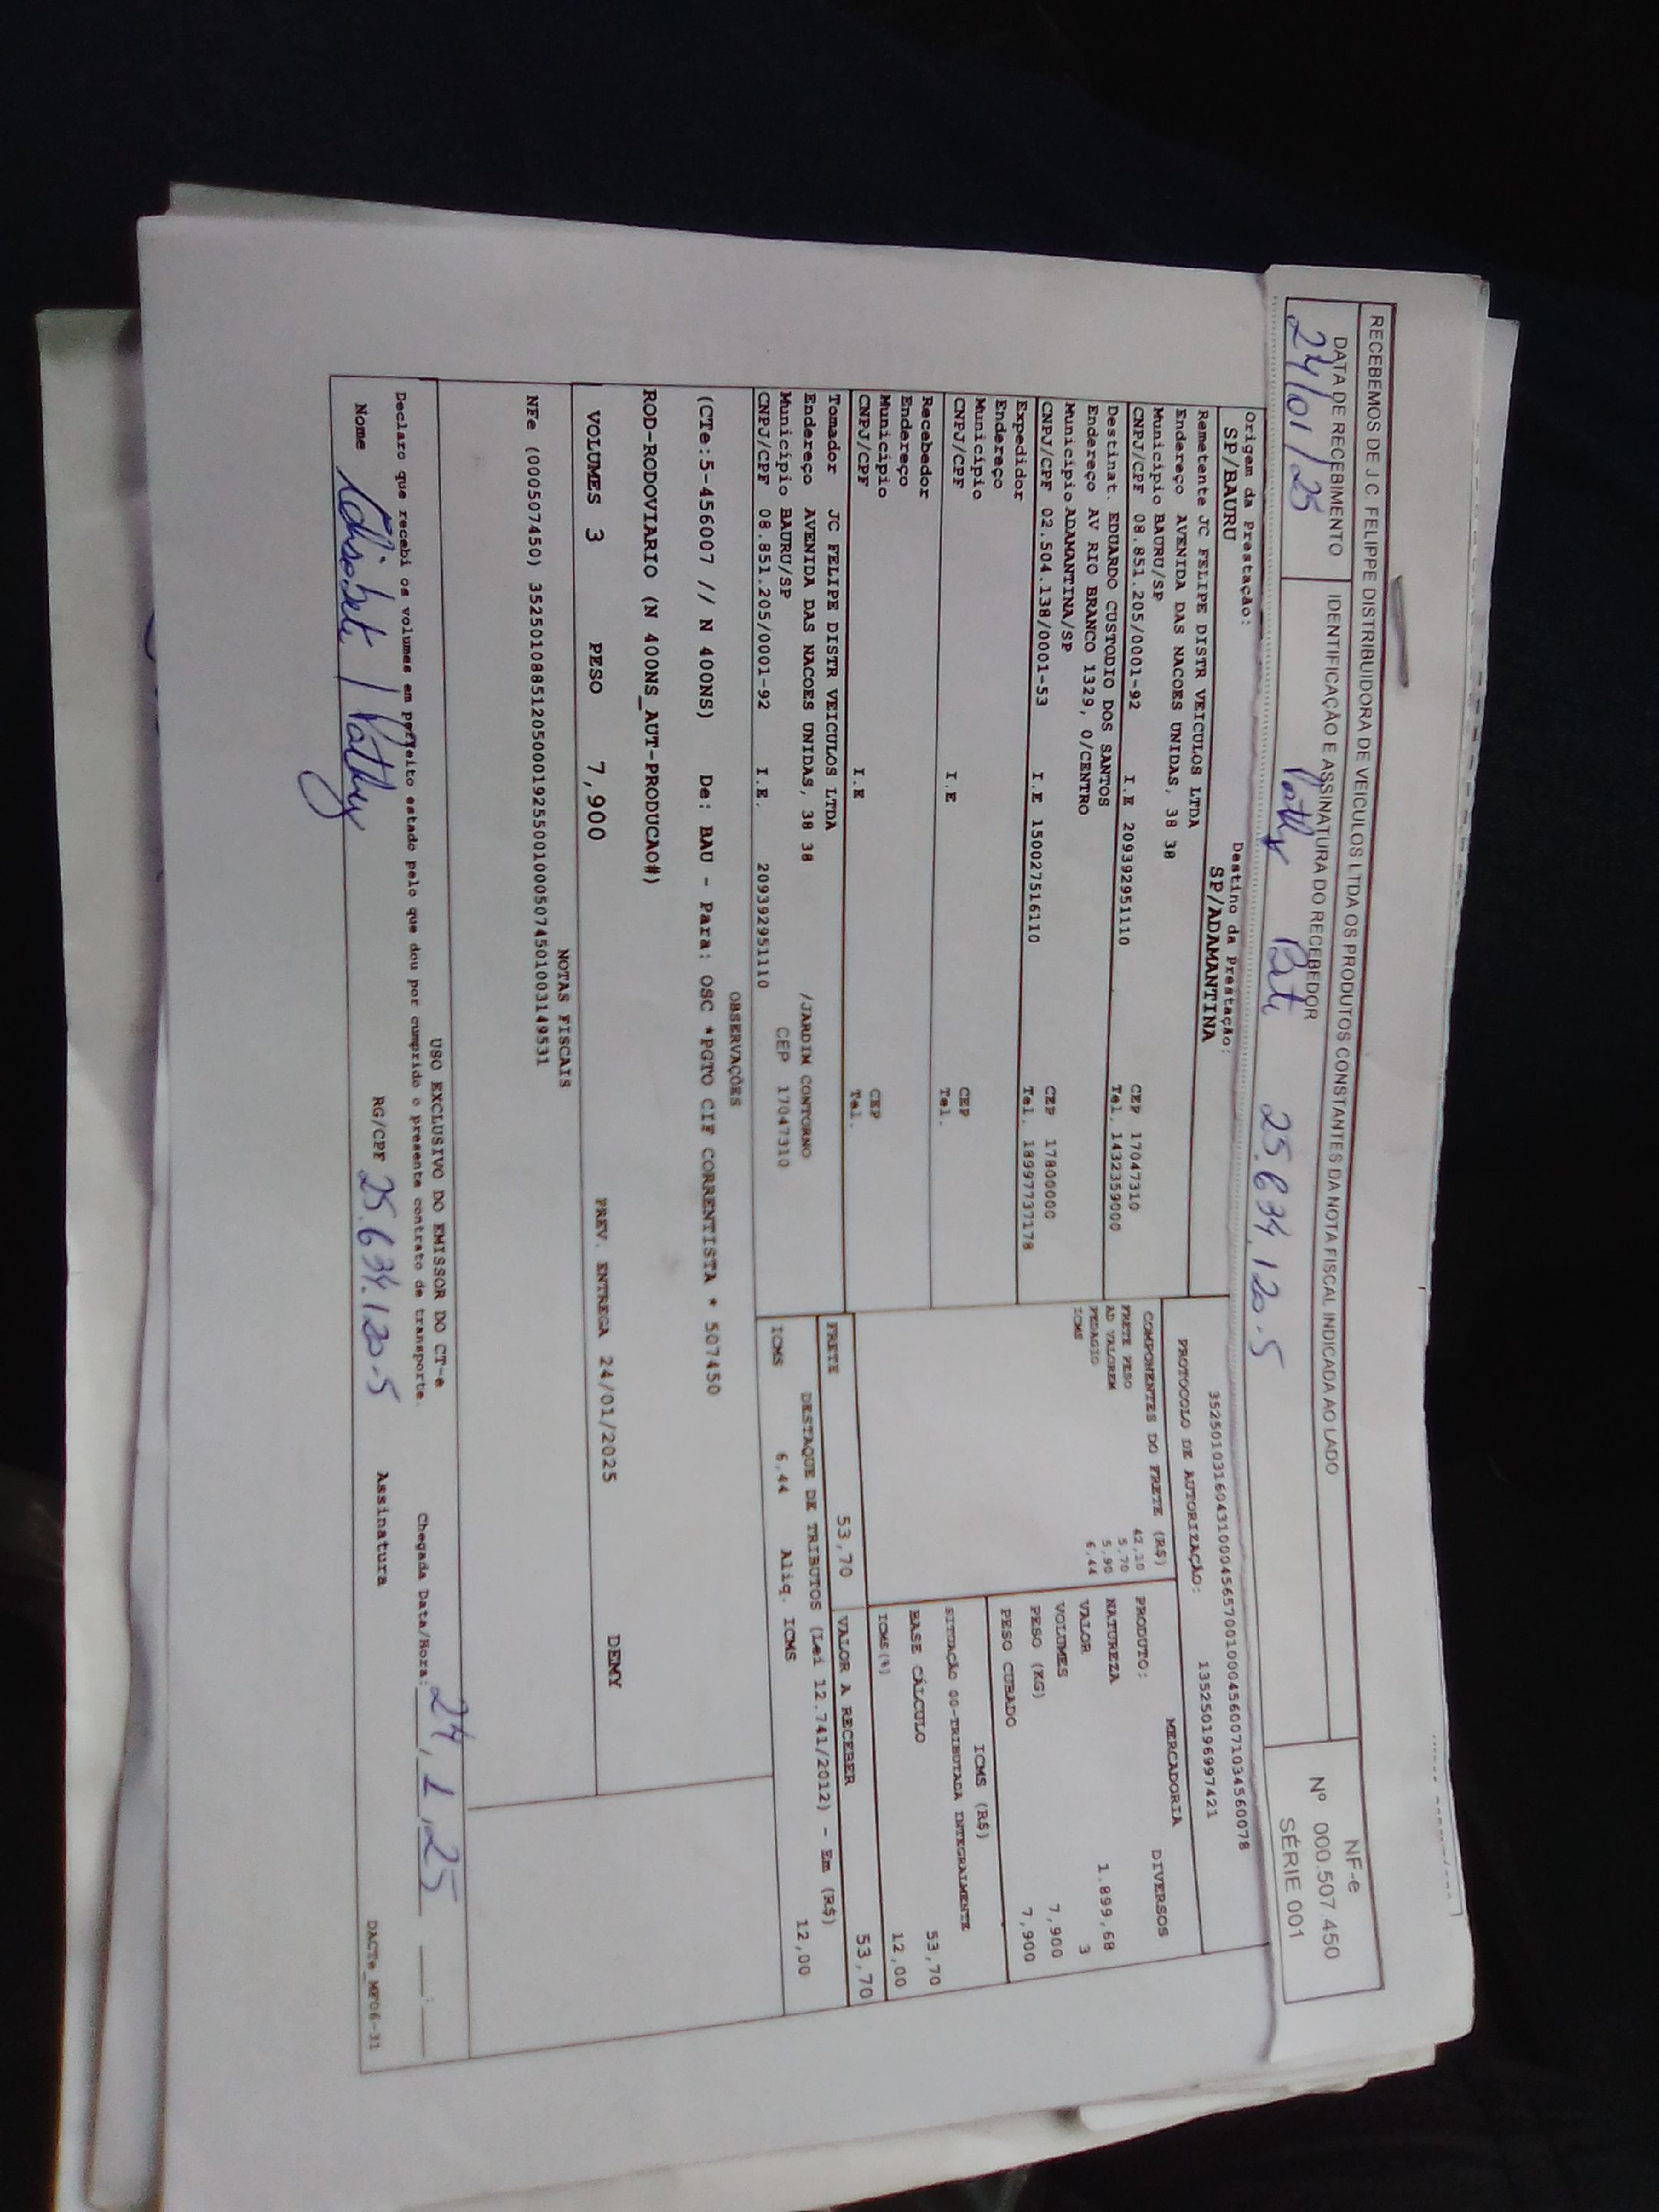 RECEBEMOS DE J.C. FELIPPE DISTRIBUIDORA DE VEICULOS LTDA OS PRODUTOS CONSTANTES DA NOTA FISCAL INDICADA AO LADO
DATA DE RECEBIMENTO IDENTIFICAÇÃO E ASSINATURA DO RECEBEDOR
24/01/25 25.634.120-5
NF-e
Nº 000.507.450
SÉRIE 001
Origem da Prestação: Destino da Prestação:
SP/BAURU SP/ADAMANTINA
35250103160431000456570010004560071034560078
PROTOCOLO DE AUTORIZAÇÃO: 135250196997421
Remetente JC FELIPE DISTR VEICULOS LTDA
Endereço AVENIDA DAS NACOES UNIDAS, 38 38
Município BAURU/SP CEP 17047310
CNPJ/CPF 08.851.205/0001-92 I.E 209392951110 Tel. 1432359000
Destinat. EDUARDO CUSTODIO DOS SANTOS
Endereço AV RIO BRANCO 1329, 0/CENTRO
Município ADAMANTINA/SP CEP 17800000
CNPJ/CPF 02.504.138/0001-53 I.E 150027516110 Tel. 18997737178
Expedidor
Endereço
Município CEP
CNPJ/CPF I.E Tel.
Recebedor
Endereço
Município CEP
CNPJ/CPF I.E Tel.
Tomador JC FELIPE DISTR VEICULOS LTDA
Endereço AVENIDA DAS NACOES UNIDAS, 38 38 /JARDIM CONTORNO
Município BAURU/SP CEP 17047310
CNPJ/CPF 08.851.205/0001-92 I.E. 209392951110
COMPONENTES DO FRETE (R$)
FRETE PESO 42,10
AD VALOREM 5,70
PEDAGIO 5,90
ICMS 6,44
MERCADORIA
PRODUTO: DIVERSOS
NATUREZA
VALOR 1.899,68
VOLUMES 3
PESO (KG) 7,900
PESO CUBADO 7,900
ICMS (R$)
SITUAÇÃO 00-TRIBUTADA INTEGRALMENTE
BASE CÁLCULO 53,70
ICMS(%) 12,00
FRETE 53,70 VALOR A RECEBER 53,70
DESTAQUE DE TRIBUTOS (Lei 12.741/2012) - Em (R$)
ICMS 6,44 Aliq. ICMS 12,00
OBSERVAÇÕES
(CTe:5-456007 // N 400NS) De: BAU - Para: OSC *PGTO CIF CORRENTISTA * 507450
ROD-RODOVIARIO (N 400NS_AUT-PRODUCAO#)
VOLUMES 3 PESO 7,900 PREV. ENTREGA 24/01/2025 DEMY
NOTAS FISCAIS
NFe (000507450) 35250108851205000192550010005074501003149531
USO EXCLUSIVO DO EMISSOR DO CT-e
Declaro que recebi os volumes em perfeito estado pelo que dou por cumprido o presente contrato de transporte. Chegada Data/Hora: 24, 1, 25
Nome RG/CPF 25.634.120-5 Assinatura
DACTe_MF06-31